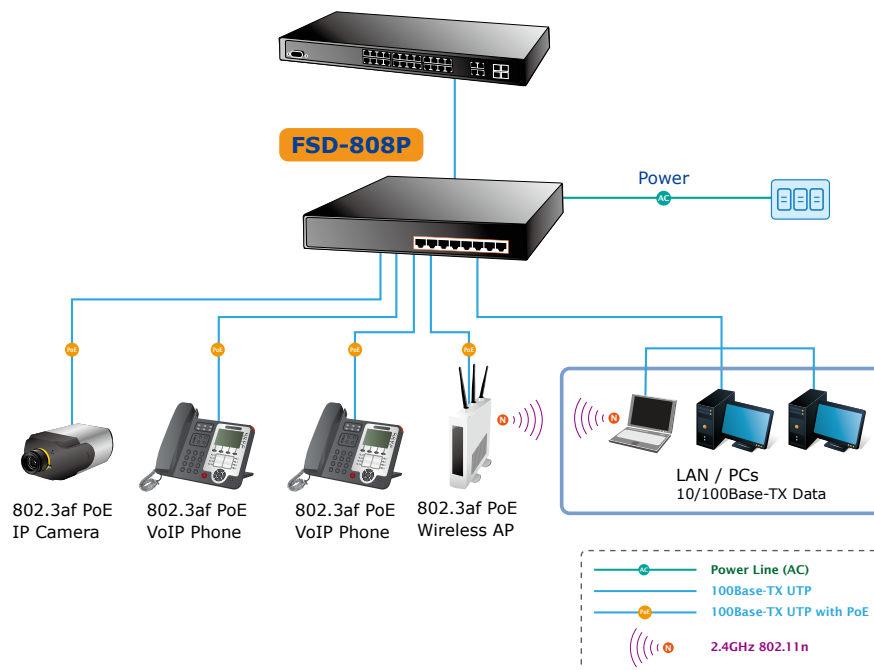 FSD-808P
Power
AC
PoE
PoE
PoE
PoE
N
N
802.3af PoE
IP Camera
802.3af PoE
VoIP Phone
802.3af PoE
VoIP Phone
802.3af PoE
Wireless AP
LAN / PCs
10/100Base-TX Data
AC
Power Line (AC)
100Base-TX UTP
PoE
100Base-TX UTP with PoE
N
2.4GHz 802.11n